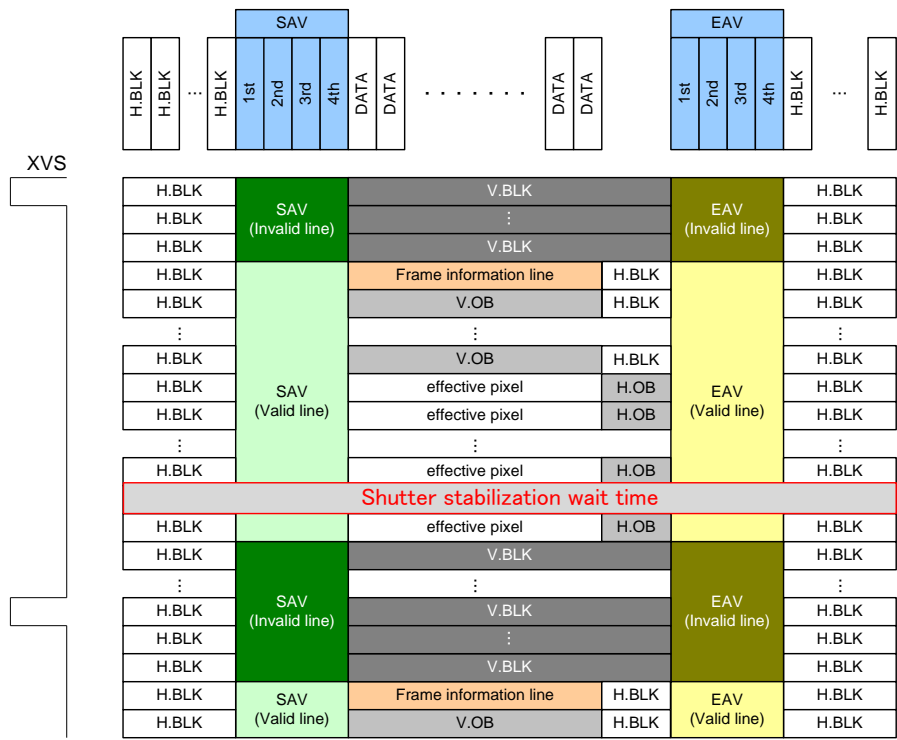 SAV EAV
H.BLK H.BLK ... H.BLK 1st 2nd 3rd 4th DATA DATA . . . . . . . DATA DATA 1st 2nd 3rd 4th H.BLK ... H.BLK
XVS
H.BLK V.BLK H.BLK
H.BLK SAV (Invalid line) ⋮ EAV (Invalid line) H.BLK
H.BLK V.BLK H.BLK
H.BLK Frame information line H.BLK H.BLK
H.BLK V.OB H.BLK H.BLK
⋮ ⋮ ⋮
H.BLK V.OB H.BLK H.BLK
H.BLK SAV (Valid line) effective pixel H.OB EAV (Valid line) H.BLK
H.BLK effective pixel H.OB H.BLK
⋮ ⋮ ⋮
H.BLK effective pixel H.OB H.BLK
Shutter stabilization wait time
H.BLK effective pixel H.OB H.BLK
H.BLK V.BLK H.BLK
⋮ ⋮ ⋮
H.BLK SAV (Invalid line) V.BLK EAV (Invalid line) H.BLK
H.BLK ⋮ H.BLK
H.BLK V.BLK H.BLK
H.BLK SAV (Valid line) Frame information line H.BLK EAV (Valid line) H.BLK
H.BLK V.OB H.BLK H.BLK